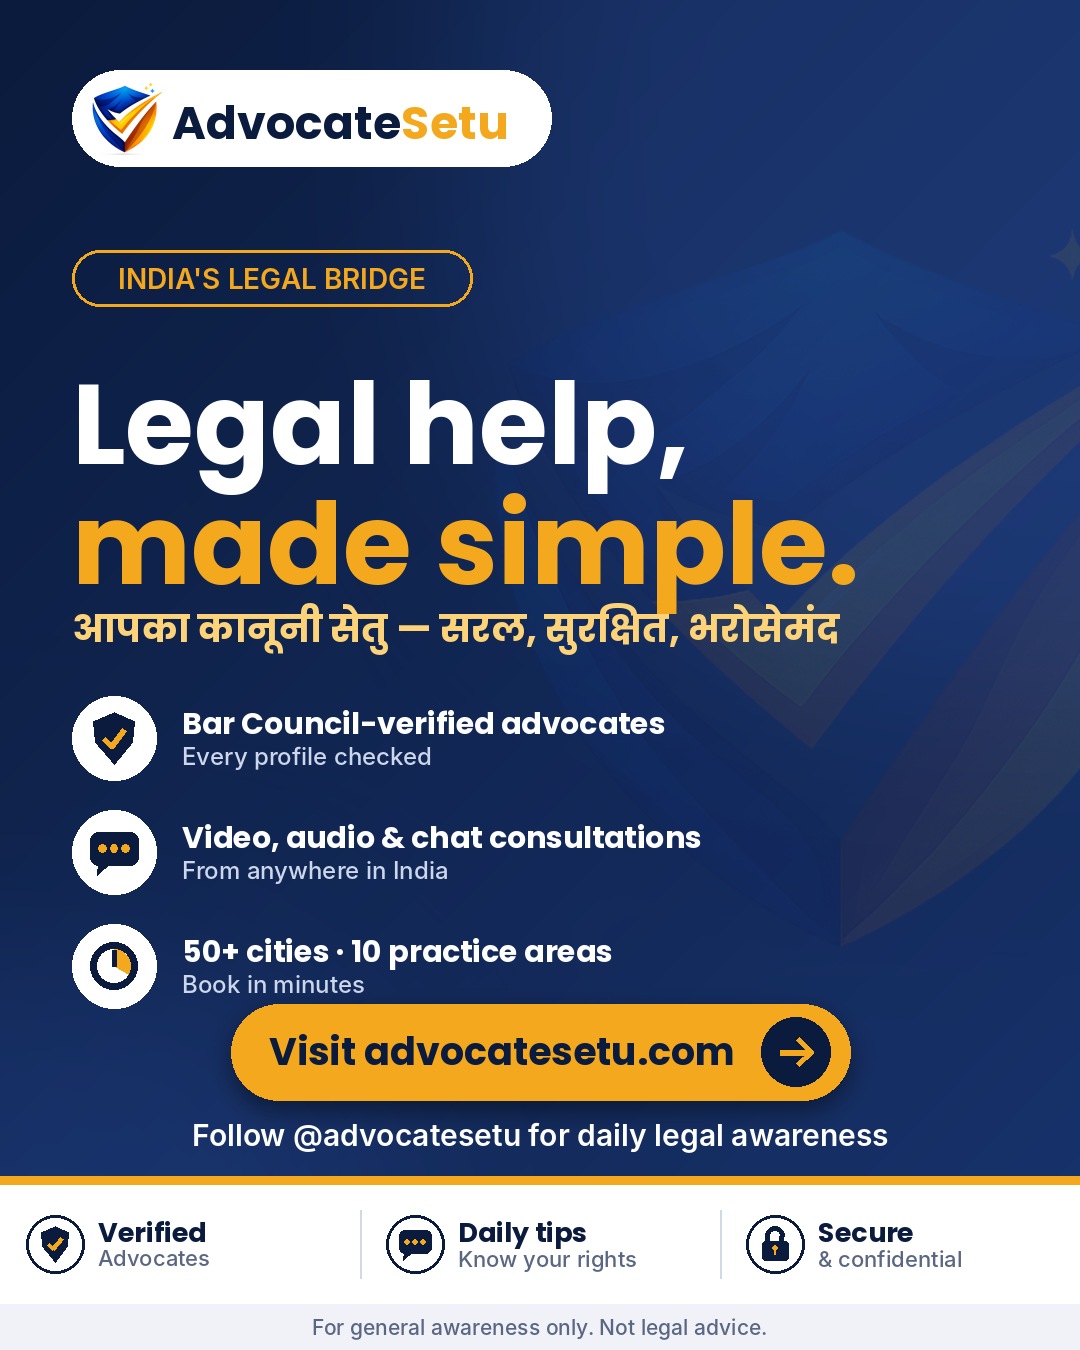 AdvocateSetu
INDIA'S LEGAL BRIDGE
Legal help,
made simple.
आपका कानूनी सेतु — सरल, सुरक्षित, भरोसेमंद
Bar Council-verified advocates
Every profile checked
Video, audio & chat consultations
From anywhere in India
50+ cities · 10 practice areas
Book in minutes
Visit advocatesetu.com
Follow @advocatesetu for daily legal awareness
Verified
Advocates
Daily tips
Know your rights
Secure
& confidential
For general awareness only. Not legal advice.